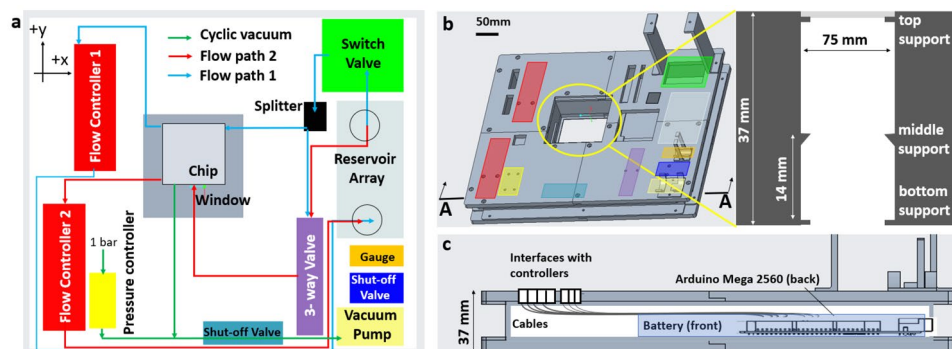 a
+y
+x
Flow Controller 1
Cyclic vacuum
Flow path 2
Flow path 1
Switch
Valve
Splitter
Chip
Window
Reservoir
Array
Flow Controller 2
1 bar
Pressure controller
3- way Valve
Gauge
Shut-off
Valve
Shut-off Valve
Vacuum
Pump
b
50mm
A
A
75 mm
37 mm
14 mm
top
support
middle
support
bottom
support
c
Interfaces with
controllers
Arduino Mega 2560 (back)
37 mm
Cables
Battery (front)